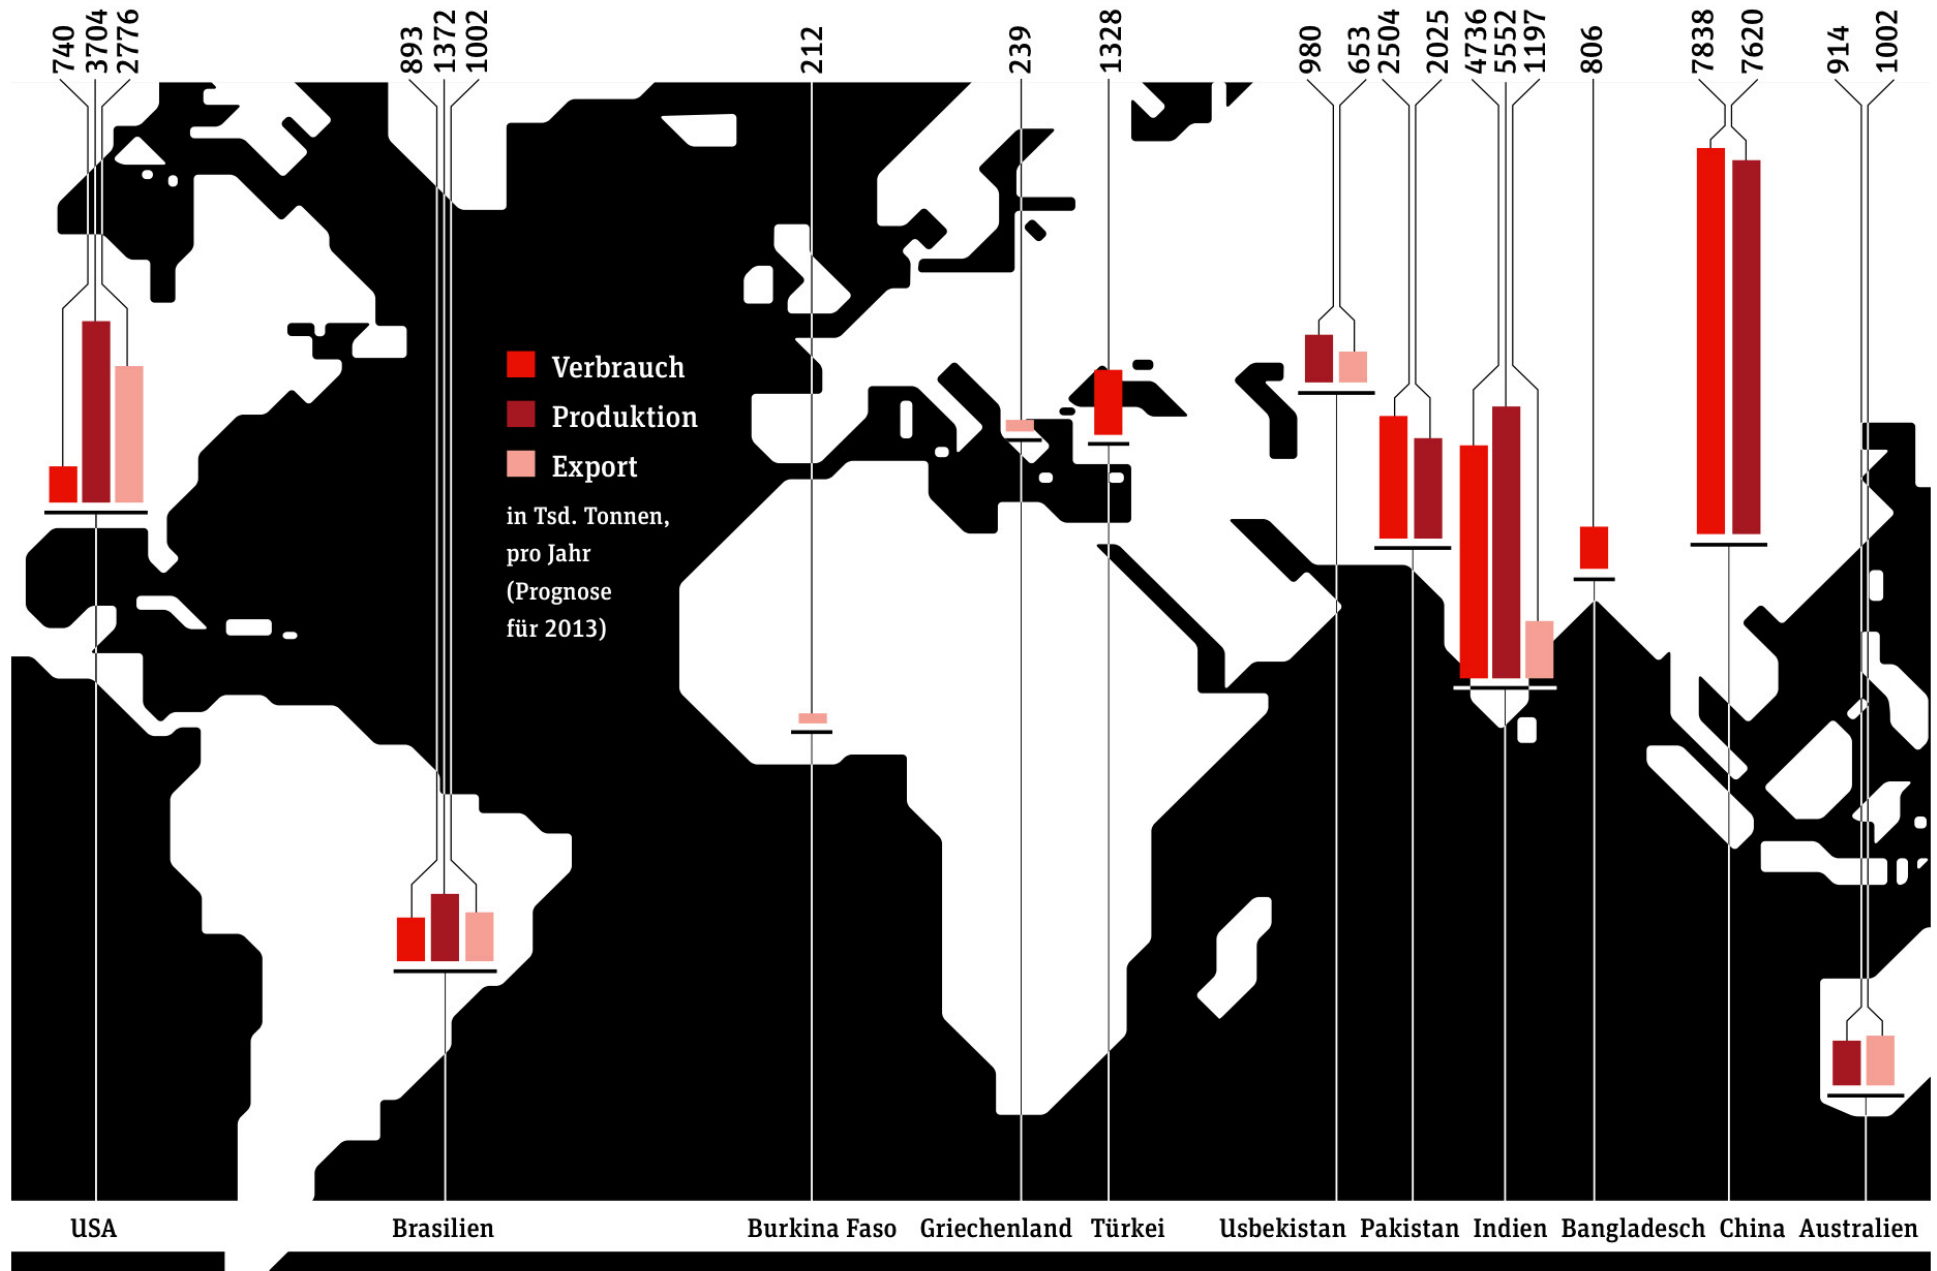 740
3704
2776
893
1372
1002
212
239
1328
980
653
2504
2025
4736
5552
1197
806
7838
7620
914
1002
Verbrauch
Produktion
Export
in Tsd. Tonnen,
pro Jahr
(Prognose
für 2013)
USA
Brasilien
Burkina Faso
Griechenland
Türkei
Usbekistan
Pakistan
Indien
Bangladesch
China
Australien